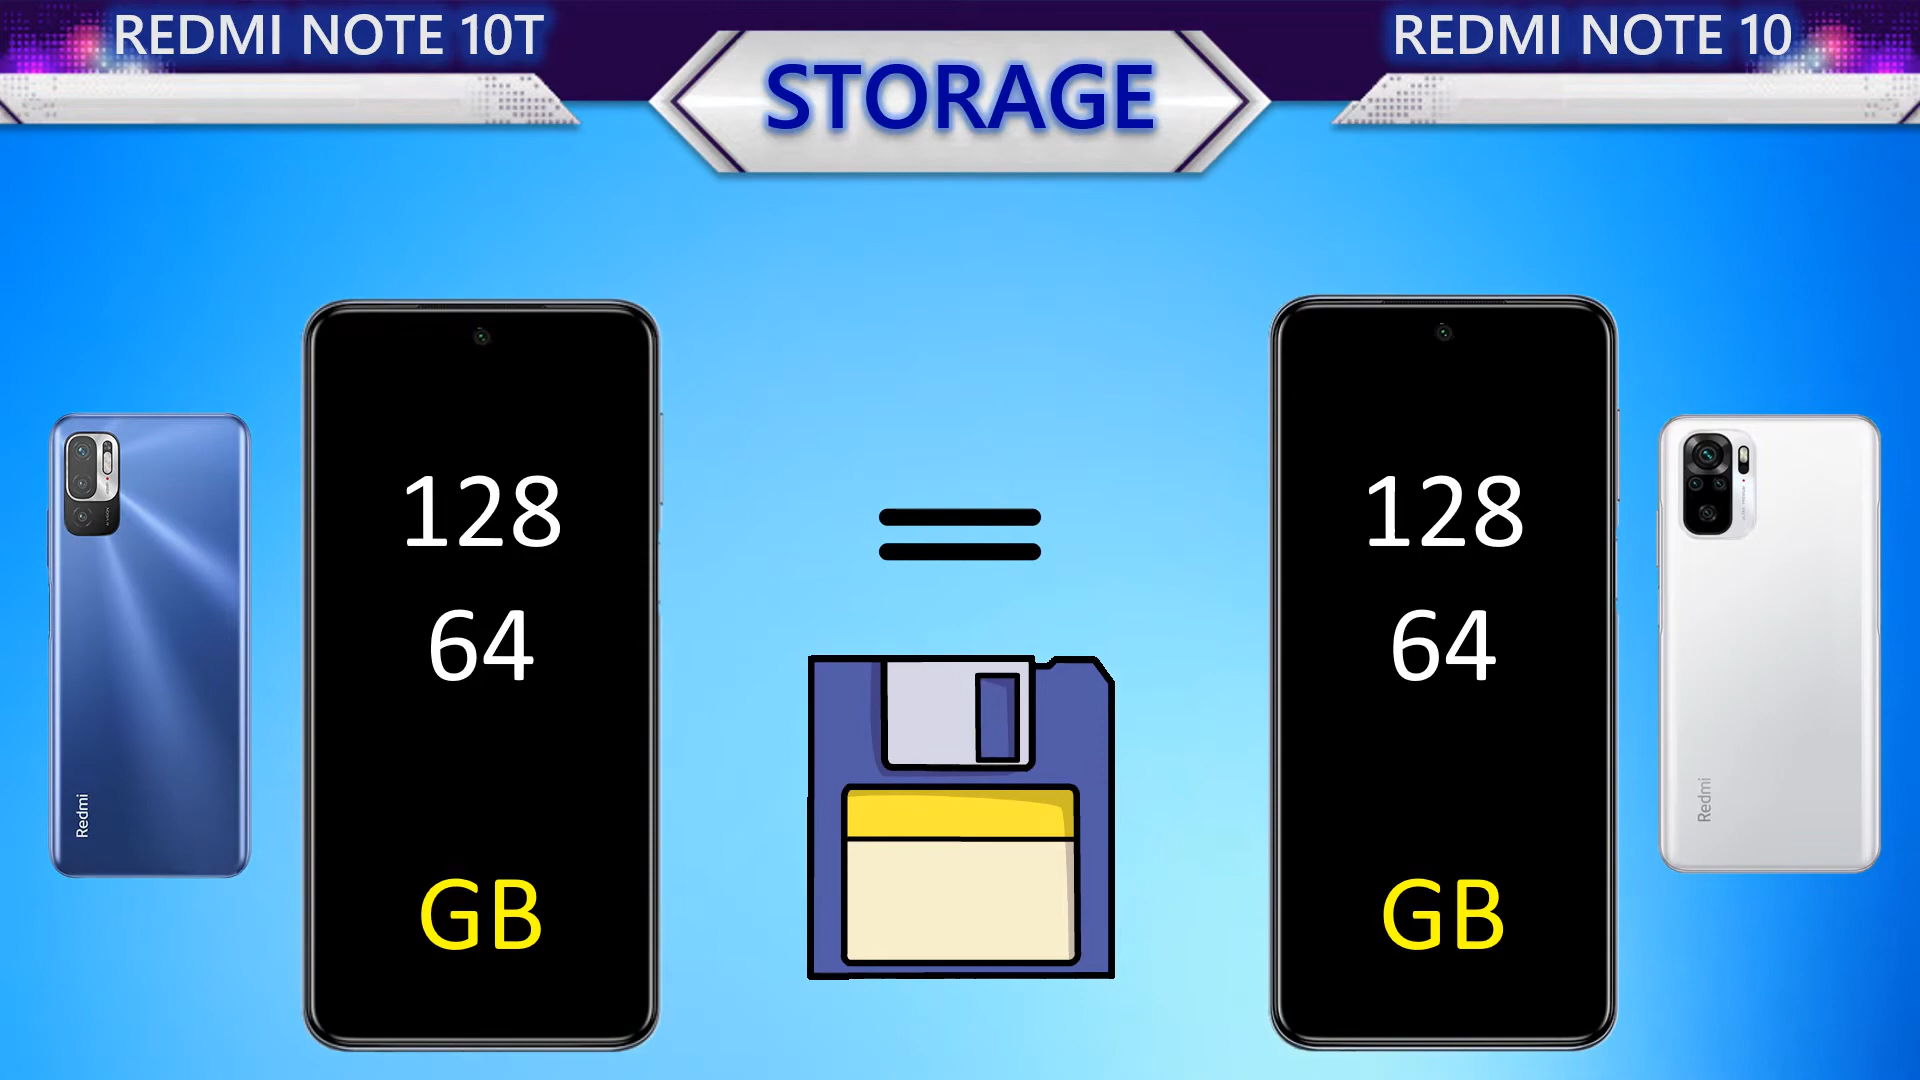 REDMI NOTE 10T
STORAGE
REDMI NOTE 10
128
64
GB
128
64
GB
Redmi
Redmi